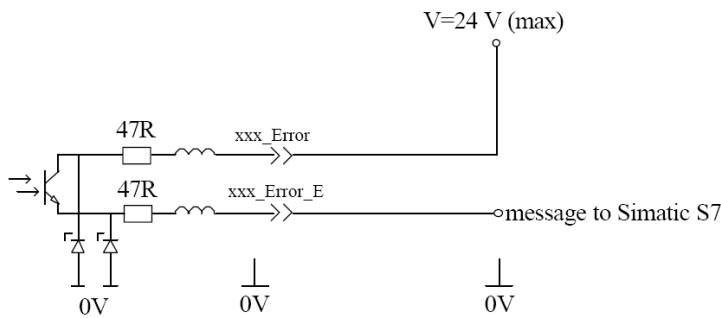 V=24 V (max)
47R
xxx_Error
47R
xxx_Error_E
message to Simatic S7
0V
0V
0V